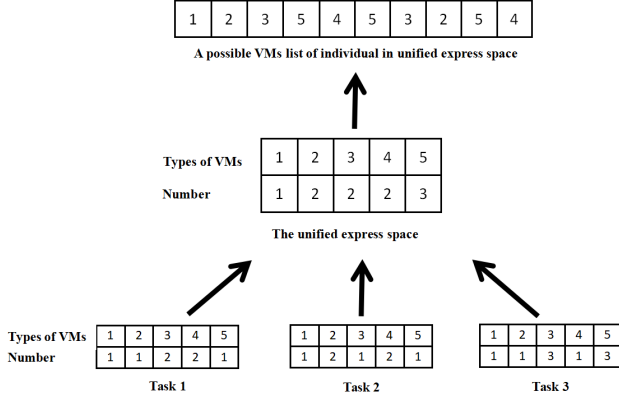 1 2 3 5 4 5 3 2 5 4
A possible VMs list of individual in unified express space
Types of VMs 1 2 3 4 5
Number 1 2 2 2 3
The unified express space
Types of VMs 1 2 3 4 5 1 2 3 4 5 1 2 3 4 5
Number 1 1 2 2 1 1 2 1 2 1 1 1 3 1 3
Task 1 Task 2 Task 3